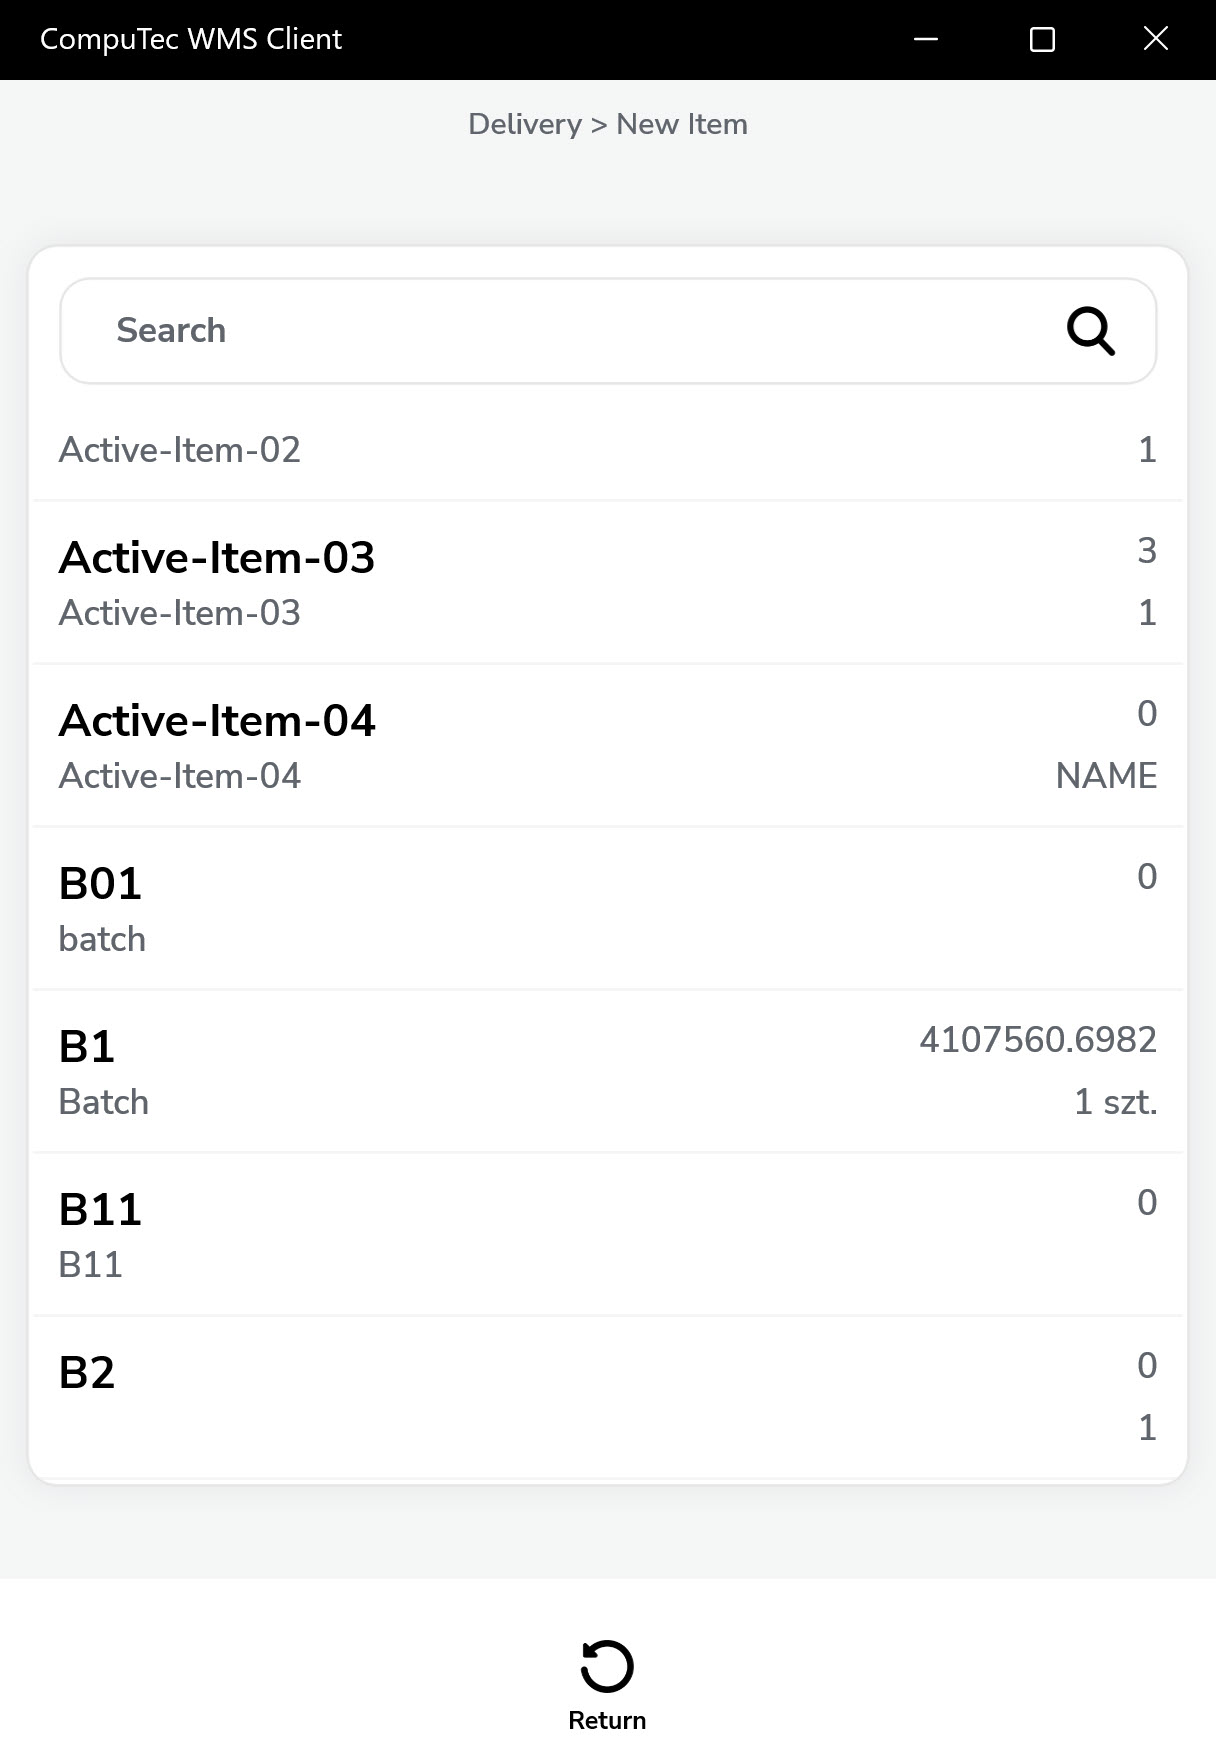 CompuTec WMS Client
Delivery > New Item
Search
Active-Item-02 1
Active-Item-03 3
Active-Item-03 1
Active-Item-04 0
Active-Item-04 NAME
B01 0
batch
B1 4107560.6982
Batch 1 szt.
B11 0
B11
B2 0
1
Return